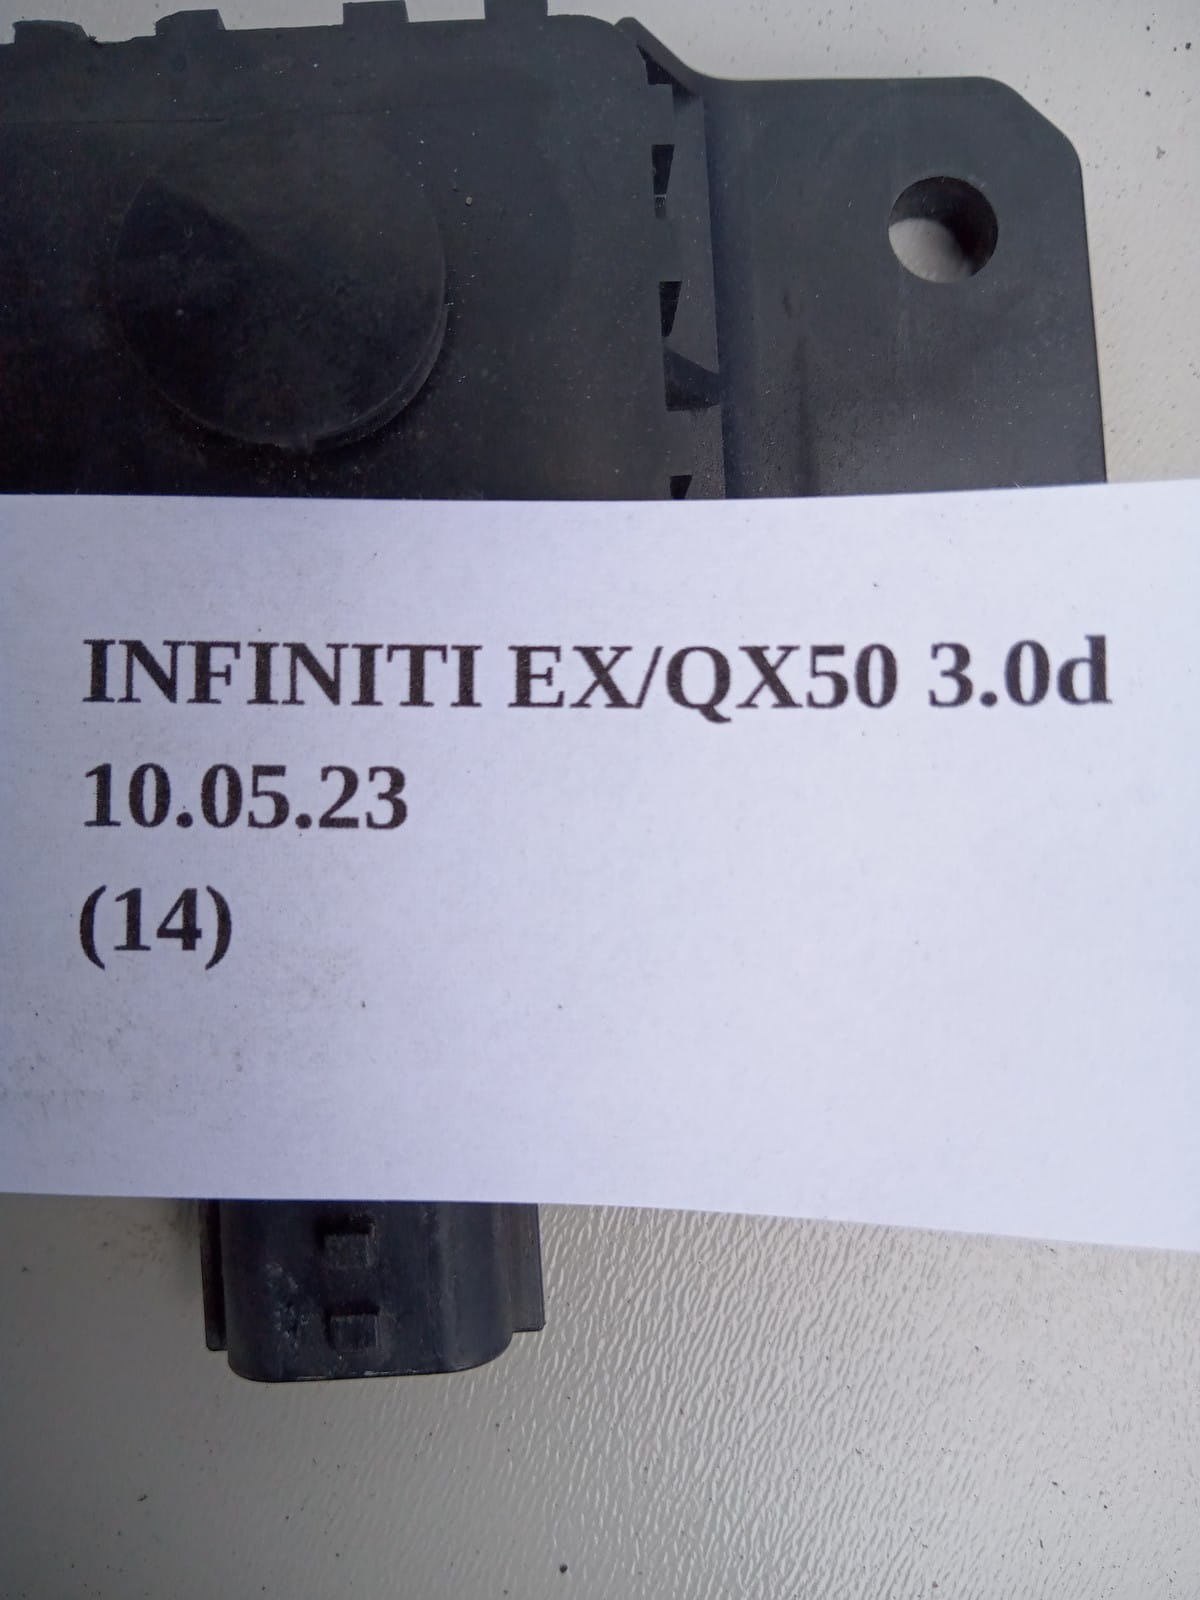 INFINITI EX/QX50 3.0d
10.05.23
(14)